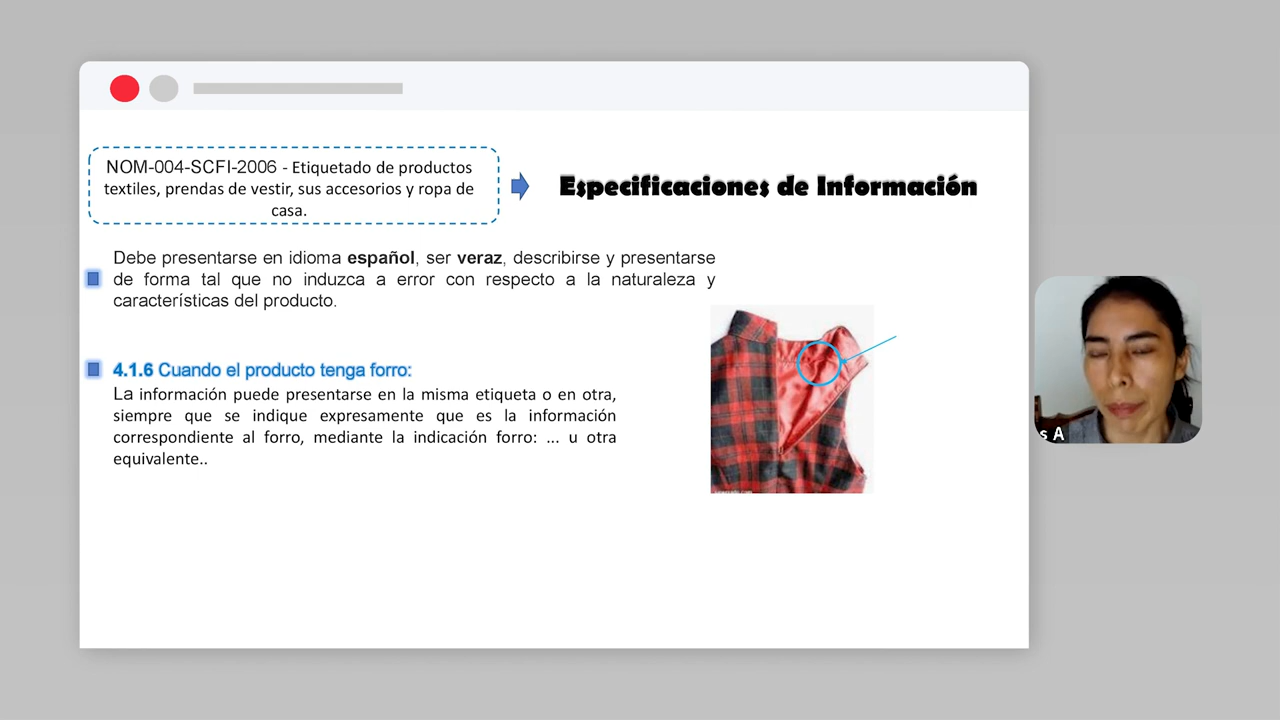 NOM-004-SCFI-2006 - Etiquetado de productos
textiles, prendas de vestir, sus accesorios y ropa de
casa.
Especificaciones de Información
Debe presentarse en idioma español, ser veraz, describirse y presentarse
de forma tal que no induzca a error con respecto a la naturaleza y
características del producto.
4.1.6 Cuando el producto tenga forro:
La información puede presentarse en la misma etiqueta o en otra,
siempre que se indique expresamente que es la información
correspondiente al forro, mediante la indicación forro: ... u otra
equivalente..
s A